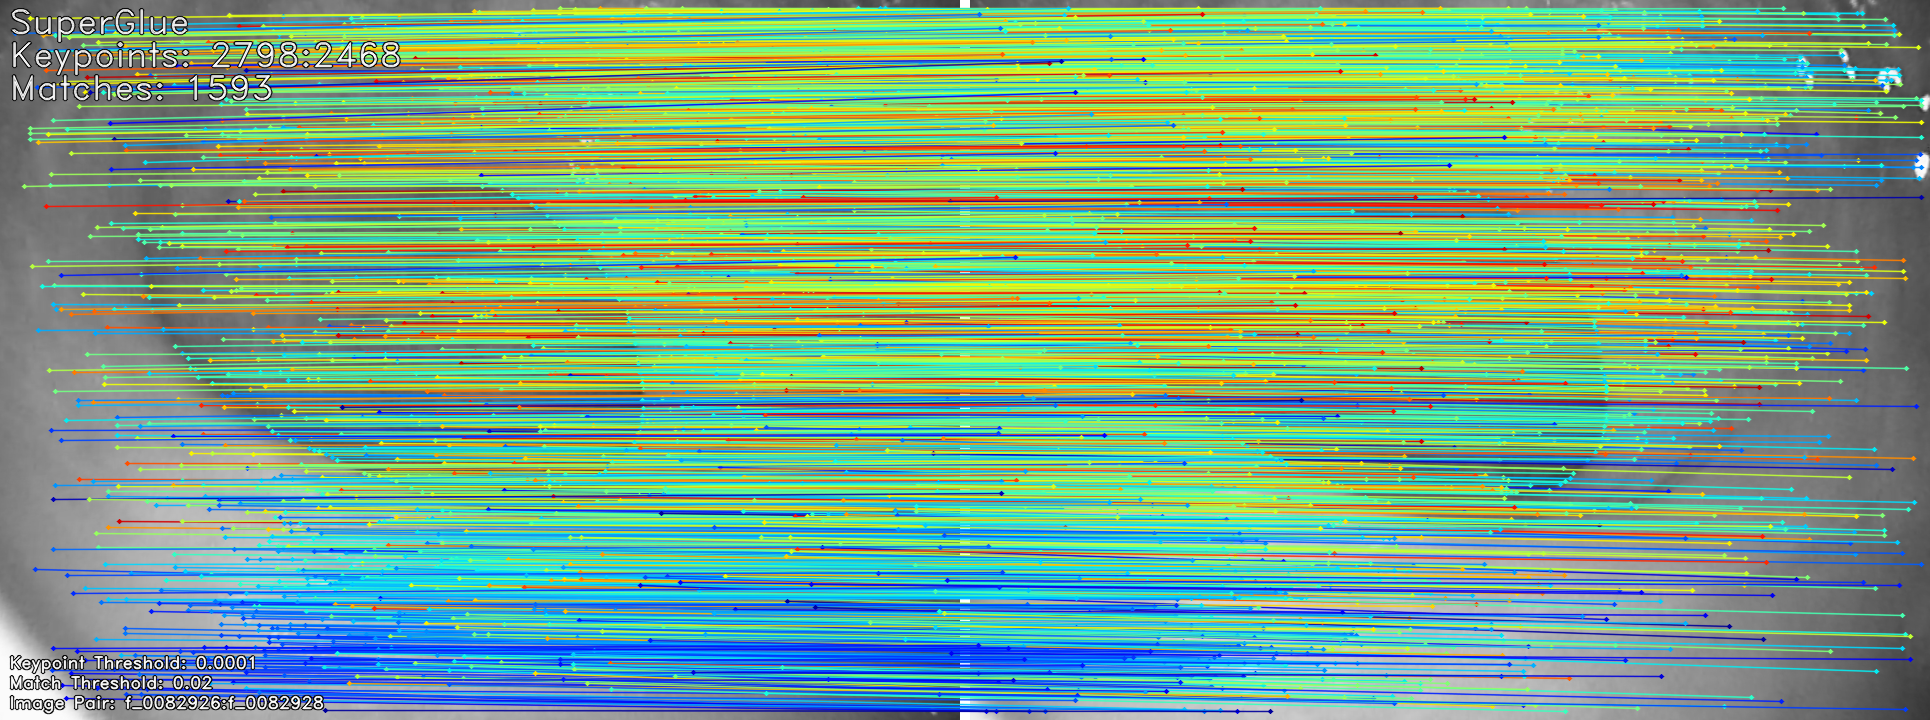 SuperGlue
Keypoints: 2798:2468
Matches: 1593
Keypoint Threshold: 0.0001
Match Threshold: 0.02
Image Pair: f_0082926:f_0082928